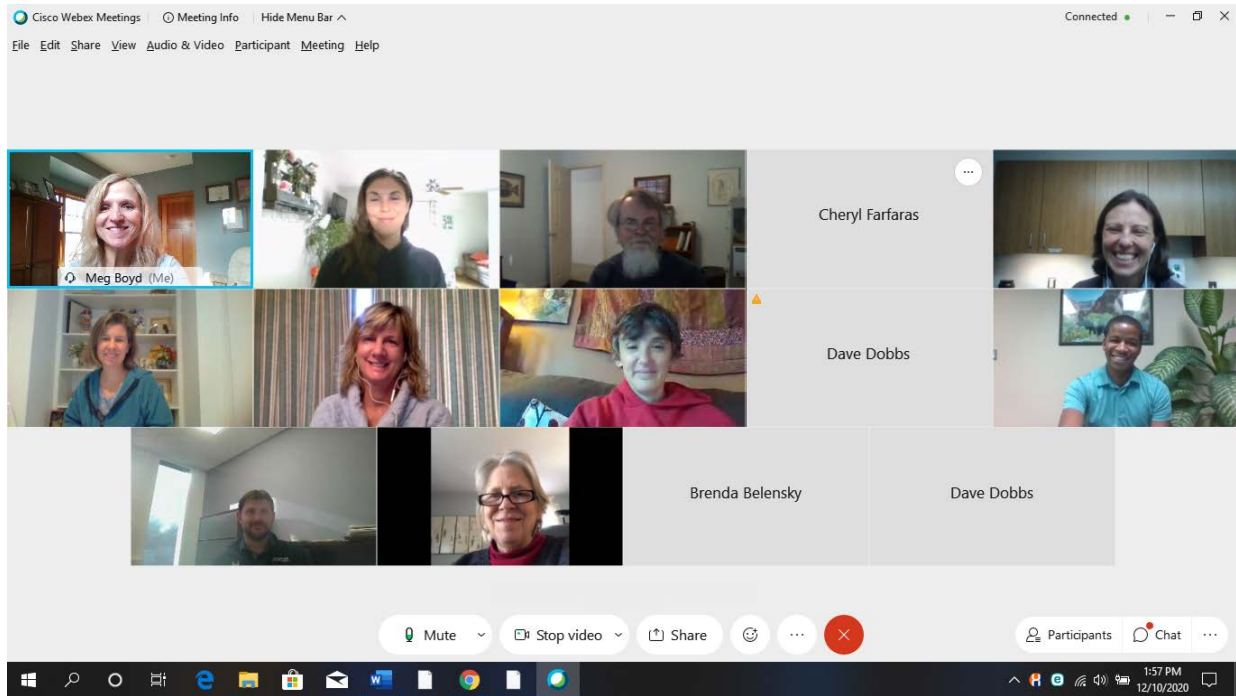 Cisco Webex Meetings Meeting Info Hide Menu Bar Connected
File Edit Share View Audio & Video Participant Meeting Help
Cheryl Farfaras
Meg Boyd (Me)
Dave Dobbs
Brenda Belensky
Dave Dobbs
Mute Stop video Share Participants Chat
1:57 PM
12/10/2020